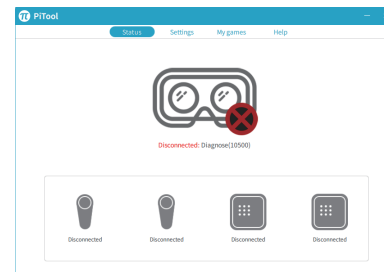 PiTool
Status Settings My games Help
Disconnected: Diagnose(10500)
Disconnected Disconnected Disconnected Disconnected